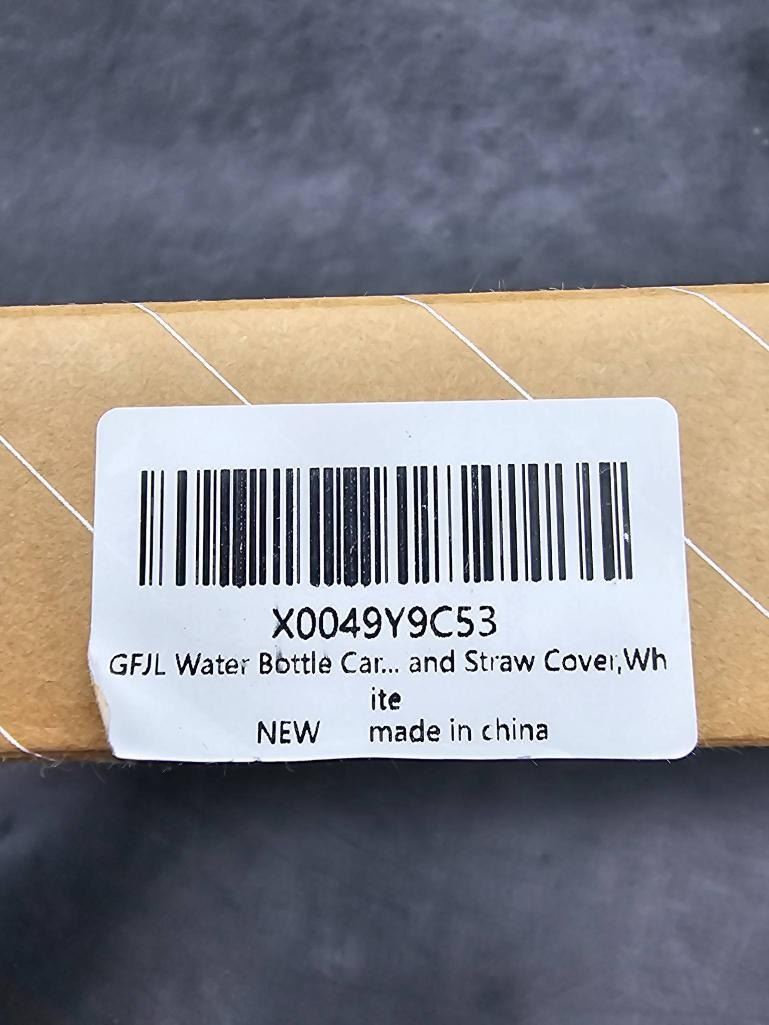 X0049Y9C53
GFJL Water Bottle Car... and Straw Cover,Wh
ite
NEW made in china